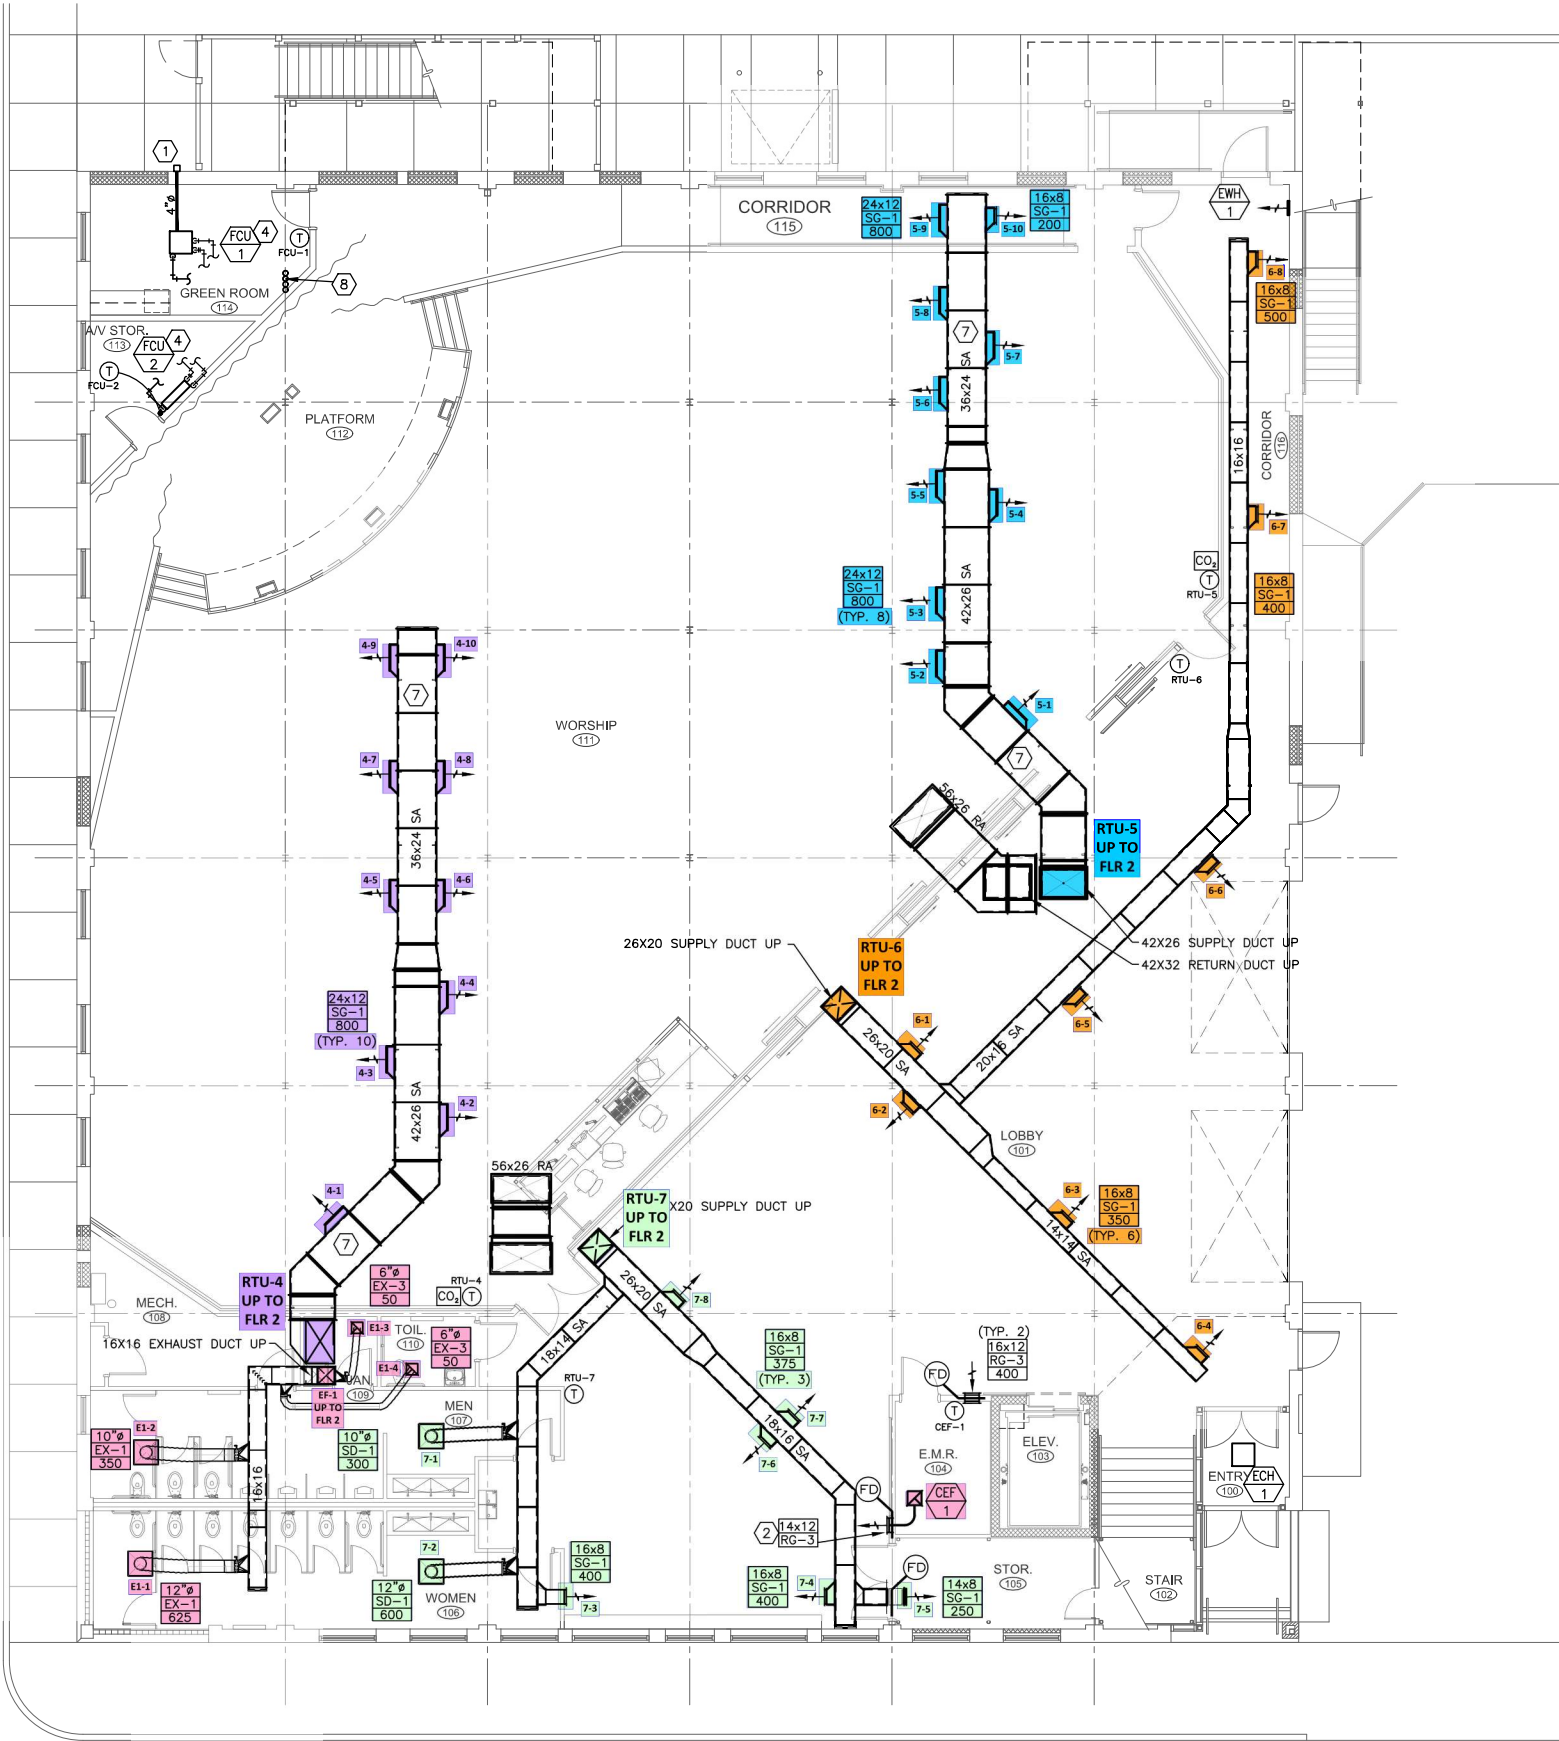 1
4"ø
FCU
1
4
T
FCU-1
8
GREEN ROOM
114
A/V STOR.
113
FCU
2
4
T
FCU-2
PLATFORM
112
CORRIDOR
115
24x12
SG-1
800
5-9
5-10
16x8
SG-1
200
EWH
1
6-8
16x8
SG-1
500
5-8
7
5-7
36x24 SA
5-6
CORRIDOR
116
16x16
5-5
5-4
6-7
CO2
T
RTU-5
16x8
SG-1
400
24x12
SG-1
800
(TYP. 8)
5-3
42x26 SA
5-2
T
RTU-6
5-1
7
4-9
4-10
7
WORSHIP
111
4-7
4-8
36x24 SA
4-5
4-6
56x26 RA
RTU-5
UP TO
FLR 2
6-6
42X26 SUPPLY DUCT UP
42X32 RETURN DUCT UP
26X20 SUPPLY DUCT UP
RTU-6
UP TO
FLR 2
4-4
24x12
SG-1
800
(TYP. 10)
4-3
42x26 SA
4-2
6-1
26x20 SA
6-2
20x16 SA
6-5
LOBBY
101
6-3
16x8
SG-1
350
(TYP. 6)
14x14 SA
6-4
4-1
7
56x26 RA
RTU-7
UP TO
FLR 2
X20 SUPPLY DUCT UP
RTU-4
UP TO
FLR 2
6"ø
EX-3
50
RTU-4
CO2
T
MECH.
108
16X16 EXHAUST DUCT UP
E1-3
TOIL.
110
6"ø
EX-3
50
E1-4
JAN.
109
EF-1
UP TO
FLR 2
26x20 SA
7-8
18x14 SA
RTU-7
T
16x8
SG-1
375
(TYP. 3)
7-7
18x16 SA
7-6
(TYP. 2)
16x12
RG-3
400
FD
T
CEF-1
E.M.R.
104
ELEV.
103
CEF
1
FD
2
14x12
RG-3
ENTRY
100
ECH
1
MEN
107
E1-2
10"ø
EX-1
350
10"ø
SD-1
300
7-1
16x16
7-2
E1-1
12"ø
EX-1
625
12"ø
SD-1
600
WOMEN
106
16x8
SG-1
400
7-3
16x8
SG-1
400
7-4
FD
7-5
14x8
SG-1
250
STOR.
105
STAIR
102